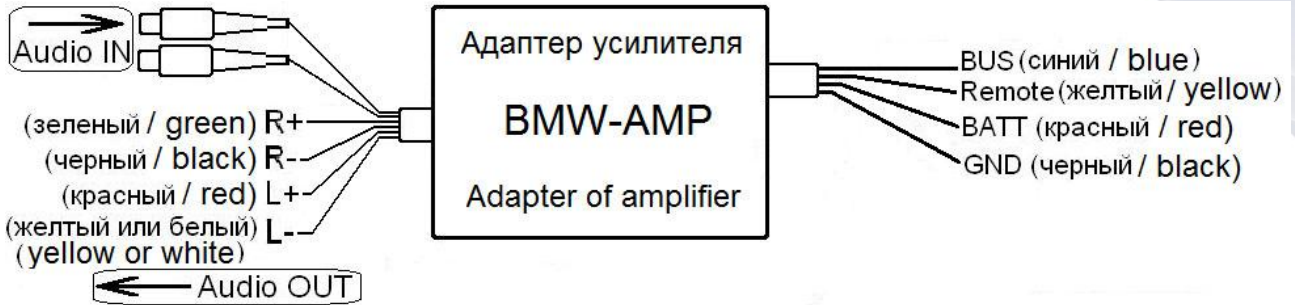 Audio IN
(зеленый / green) R+
(черный / black) R-
(красный / red) L+
(желтый или белый) L-
(yellow or white)
Audio OUT
Адаптер усилителя
BMW-AMP
Adapter of amplifier
BUS (синий / blue)
Remote (желтый / yellow)
BATT (красный / red)
GND (черный / black)